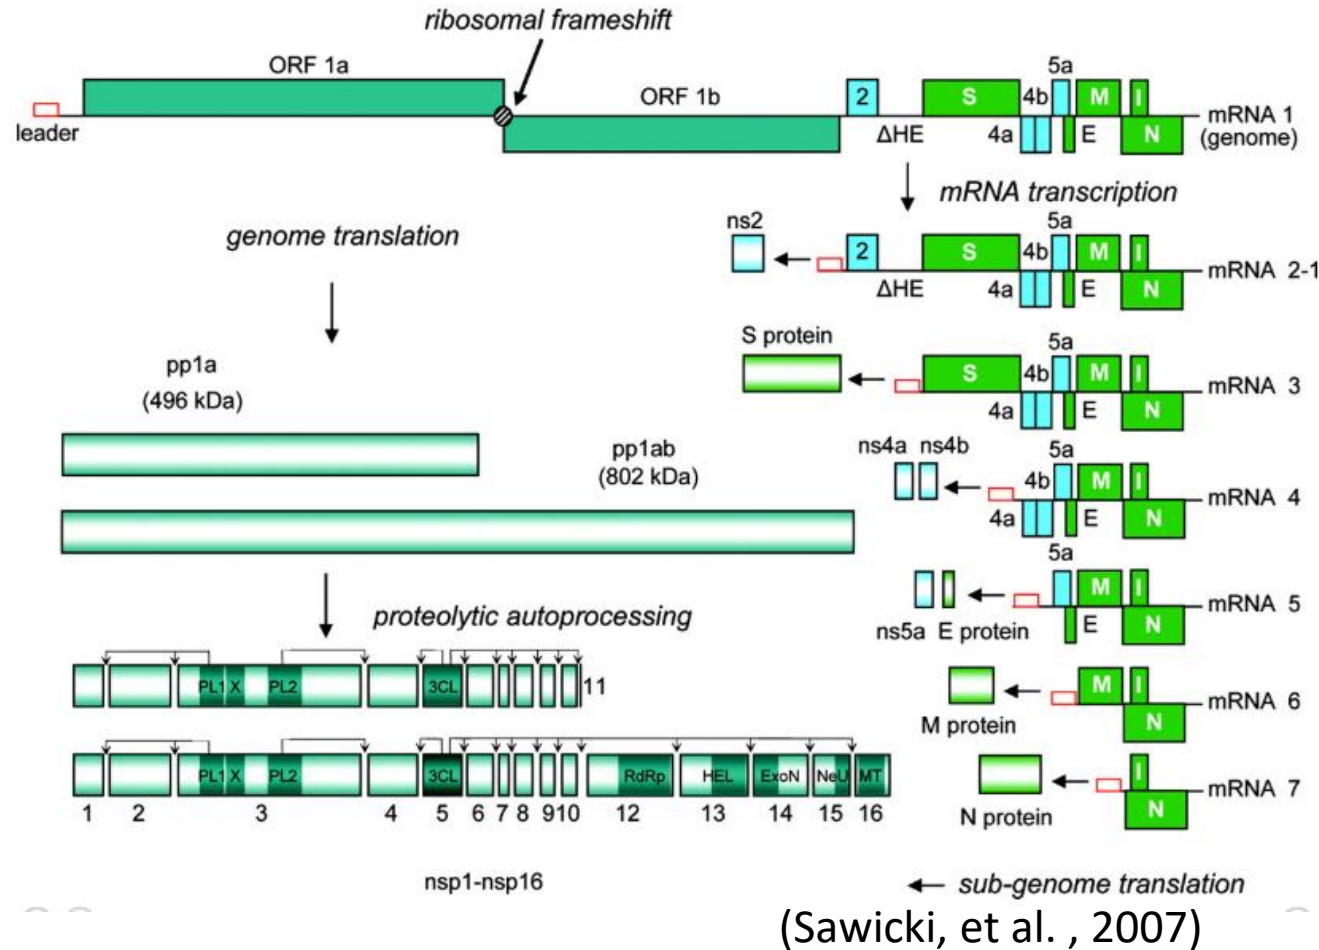 ribosomal frameshift
ORF 1a
ORF 1b
leader
2
ΔHE
S
4a
4b
5a
E
M
I
N
mRNA 1
(genome)
mRNA transcription
genome translation
ns2
2
ΔHE
S
4a
4b
5a
E
M
I
N
mRNA 2-1
S protein
S
4a
4b
5a
E
M
I
N
mRNA 3
pp1a
(496 kDa)
pp1ab
(802 kDa)
ns4a
ns4b
4a
4b
5a
E
M
I
N
mRNA 4
ns5a
E protein
5a
E
M
I
N
mRNA 5
M protein
M
I
N
mRNA 6
N protein
I
N
mRNA 7
proteolytic autoprocessing
PL1 X PL2 3CL 11
PL1 X PL2 3CL RdRp HEL ExoN NeU MT
1 2 3 4 5 6 7 8 9 10 12 13 14 15 16
nsp1-nsp16
sub-genome translation
(Sawicki, et al. , 2007)